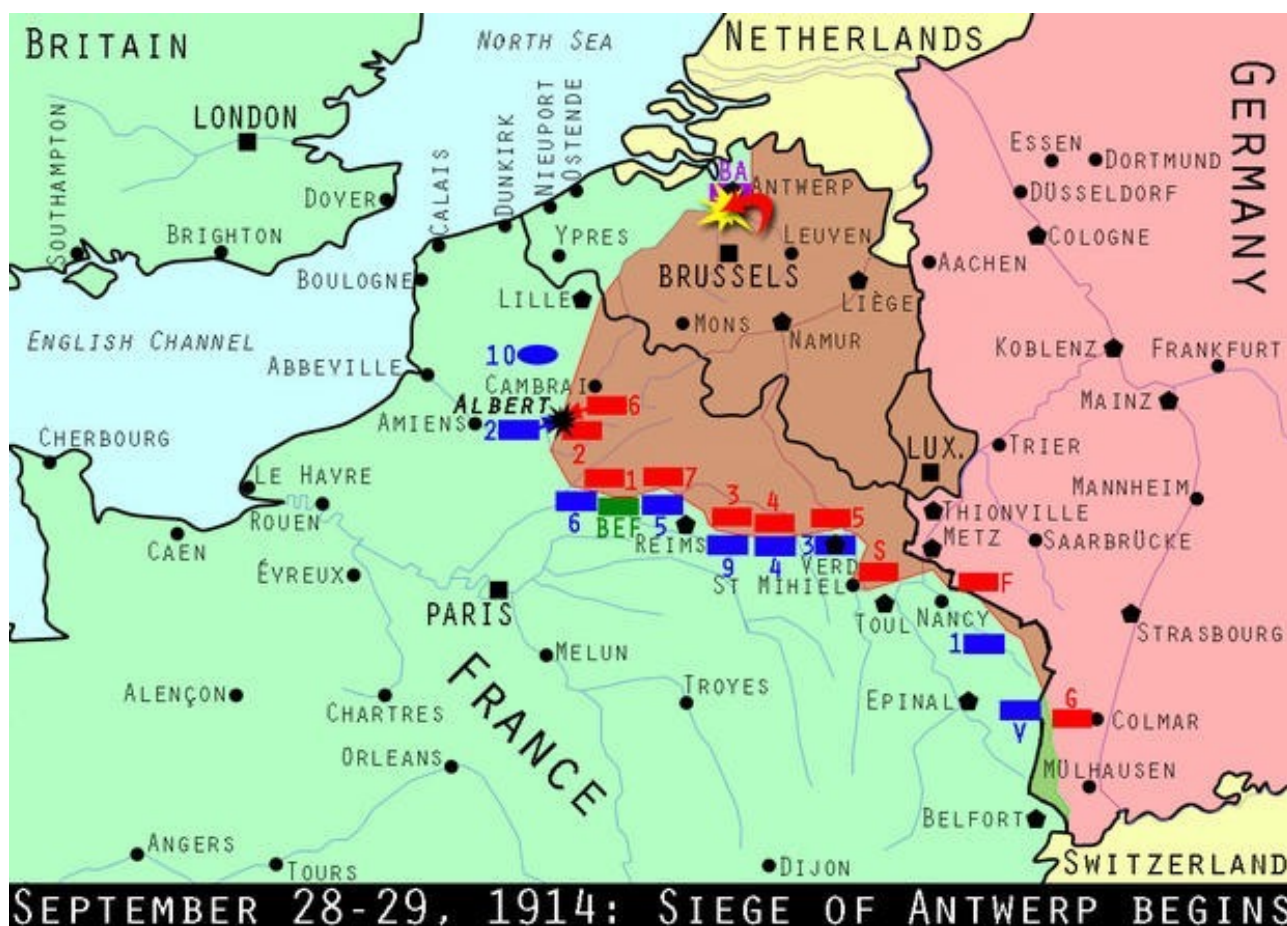 BRITAIN
NORTH SEA
NETHERLANDS
GERMANY
LONDON
SOUTHAMPTON
BRIGHTON
DOVER
CALAIS
DUNKIRK
NIEUPORT
OSTENDE
BA
ANTWERP
ESSEN
DORTMUND
DÜSSELDORF
COLOGNE
YPRES
LEUVEN
BRUSSELS
AACHEN
BOULOGNE
LILLE
LIÈGE
MONS
NAMUR
ENGLISH CHANNEL
KOBLENZ
FRANKFURT
10
ABBEVILLE
CAMBRAI
MAINZ
ALBERT
6
AMIENS
2
2
CHERBOURG
LUX.
TRIER
LE HAVRE
1
7
MANNHEIM
ROUEN
3
4
5
THIONVILLE
6
BEF
5
CAEN
REIMS
3
METZ
SAARBRÜCKE
9
4
VERD
S
ÉVREUX
ST MIHIEL
F
PARIS
TOUL
NANCY
STRASBOURG
1
MELUN
FRANCE
ALENÇON
CHARTRES
TROYES
EPINAL
V
G
COLMAR
ORLEANS
MÜLHAUSEN
BELFORT
ANGERS
TOURS
DIJON
SWITZERLAND
SEPTEMBER 28-29, 1914: SIEGE OF ANTWERP BEGINS